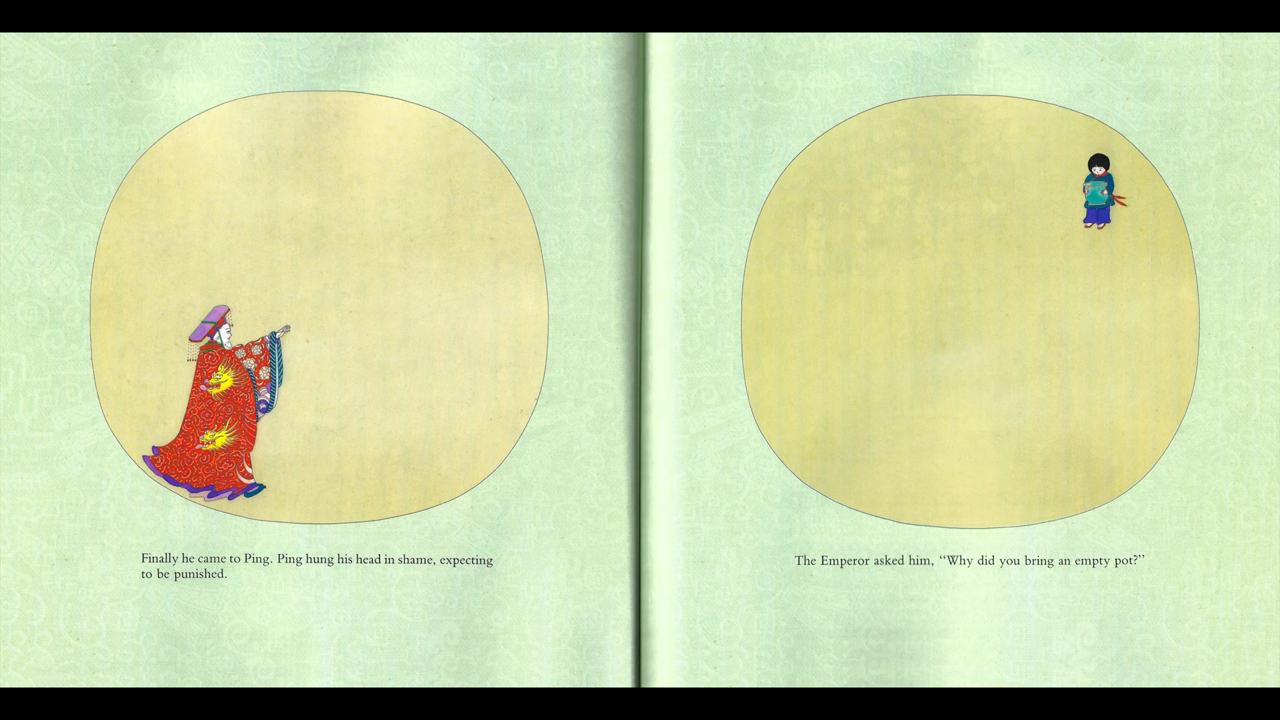 Finally he came to Ping. Ping hung his head in shame, expecting
to be punished.
The Emperor asked him, “Why did you bring an empty pot?”